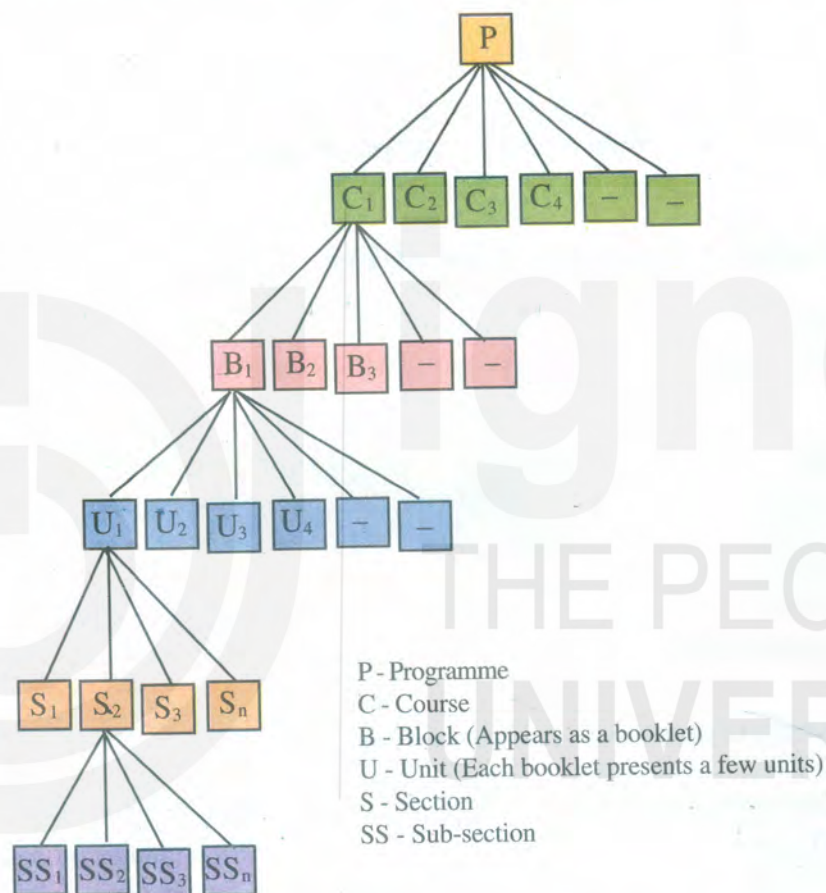 P
C₁ C₂ C₃ C₄ – –
B₁ B₂ B₃ – –
U₁ U₂ U₃ U₄ – –
S₁ S₂ S₃ Sₙ
SS₁ SS₂ SS₃ SSₙ
P - Programme
C - Course
B - Block (Appears as a booklet)
U - Unit (Each booklet presents a few units)
S - Section
SS - Sub-section
ign
THE PEO
UNIVER